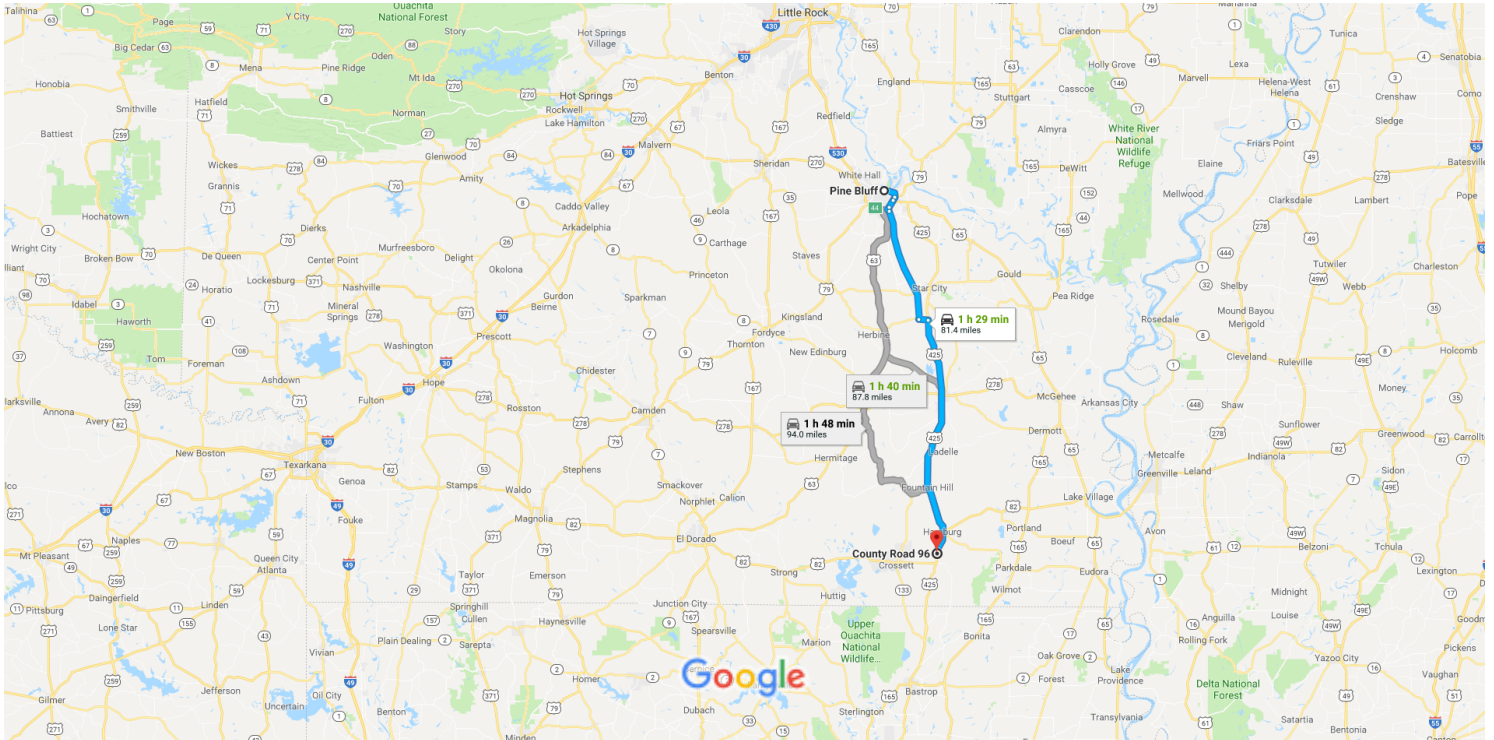 Talihina
Ouachita
National Forest
Little Rock
Marianna
Page
Y City
Story
Hot Springs
Village
Clarendon
Tunica
Big Cedar
Oden
Benton
Holly Grove
Lexa
Senatobia
Mena
Pine Ridge
Mt Ida
England
Marvell
Helena-West
Helena
Honobia
Hot Springs
Stuttgart
Casscoe
Crenshaw
Como
Smithville
Hatfield
Norman
Rockwell
Lake Hamilton
Redfield
Sledge
Battiest
Malvern
Almyra
White River
National
Wildlife
Refuge
Friars Point
Wickes
Glenwood
Sheridan
DeWitt
Elaine
Batesville
Grannis
Amity
White Hall
Pine Bluff
Mellwood
Pope
Hochatown
Caddo Valley
Leola
Clarksdale
Lambert
Dierks
Arkadelphia
Wright City
Murfreesboro
Carthage
Broken Bow
De Queen
Center Point
Delight
Staves
Tutwiler
Charleston
Lockesburg
Nashville
Okolona
Princeton
Gould
Horatio
Star City
Shelby
Webb
Idabel
Mineral
Springs
Gurdon
Sparkman
Pea Ridge
Haworth
Beirne
Kingsland
Rosedale
Mound Bayou
Merigold
1 h 29 min
81.4 miles
Washington
Prescott
Fordyce
Thornton
Herbine
New Edinburg
Tom
Foreman
Cleveland
Ruleville
Holcomb
Ashdown
Hope
Chidester
1 h 40 min
87.8 miles
Money
Annona
Avery
Fulton
Rosston
Camden
McGehee
Arkansas City
Shaw
1 h 48 min
94.0 miles
Sunflower
Greenwood
New Boston
Dermott
Ladelle
Metcalfe
Indianola
Texarkana
Hermitage
Greenville
Leland
Genoa
Stamps
Waldo
Stephens
Smackover
Sidon
Norphlet
Calion
Fountain Hill
Lake Village
Fouke
Magnolia
Portland
Avon
Naples
El Dorado
Hamburg
Boeuf
Belzoni
Tchula
Mt Pleasant
Queen City
Atlanta
County Road 96
Crossett
Parkdale
Eudora
Lexington
Taylor
Emerson
Strong
Huttig
Wilmot
Midnight
Daingerfield
Pittsburg
Linden
Springhill
Cullen
Junction City
Louise
Haynesville
Spearsville
Upper
Ouachita
National
Wildlife...
Anguilla
Lone Star
Plain Dealing
Sarepta
Marion
Bonita
Rolling Fork
Vivian
Oak Grove
Yazoo City
Pickens
Google
Homer
Forest
Lake
Providence
Delta National
Forest
Vaughan
Gilmer
Jefferson
Oil City
Bastrop
Uncertain
Benton
Dubach
Sterlington
Transylvania
Satartia
Bentonia
Minden